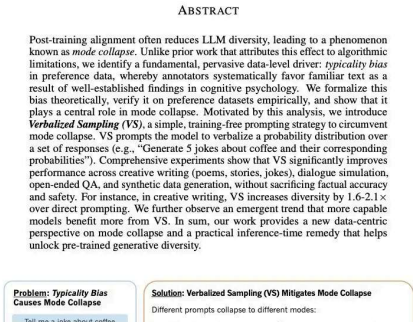 ABSTRACT
Post-training alignment often reduces LLM diversity, leading to a phenomenon
known as mode collapse. Unlike prior work that attributes this effect to algorithmic
limitations, we identify a fundamental, pervasive data-level driver: typicality bias
in preference data, whereby annotators systematically favor familiar text as a
result of well-established findings in cognitive psychology. We formalize this
bias theoretically, verify it on preference datasets empirically, and show that it
plays a central role in mode collapse. Motivated by this analysis, we introduce
Verbalized Sampling (VS), a simple, training-free prompting strategy to circumvent
mode collapse. VS prompts the model to verbalize a probability distribution over
a set of responses (e.g., “Generate 5 jokes about coffee and their corresponding
probabilities”). Comprehensive experiments show that VS significantly improves
performance across creative writing (poems, stories, jokes), dialogue simulation,
open-ended QA, and synthetic data generation, without sacrificing factual accuracy
and safety. For instance, in creative writing, VS increases diversity by 1.6-2.1×
over direct prompting. We further observe an emergent trend that more capable
models benefit more from VS. In sum, our work provides a new data-centric
perspective on mode collapse and a practical inference-time remedy that helps
unlock pre-trained generative diversity.
Problem: Typicality Bias
Causes Mode Collapse
Tell me a joke about coffee
Solution: Verbalized Sampling (VS) Mitigates Mode Collapse
Different prompts collapse to different modes: